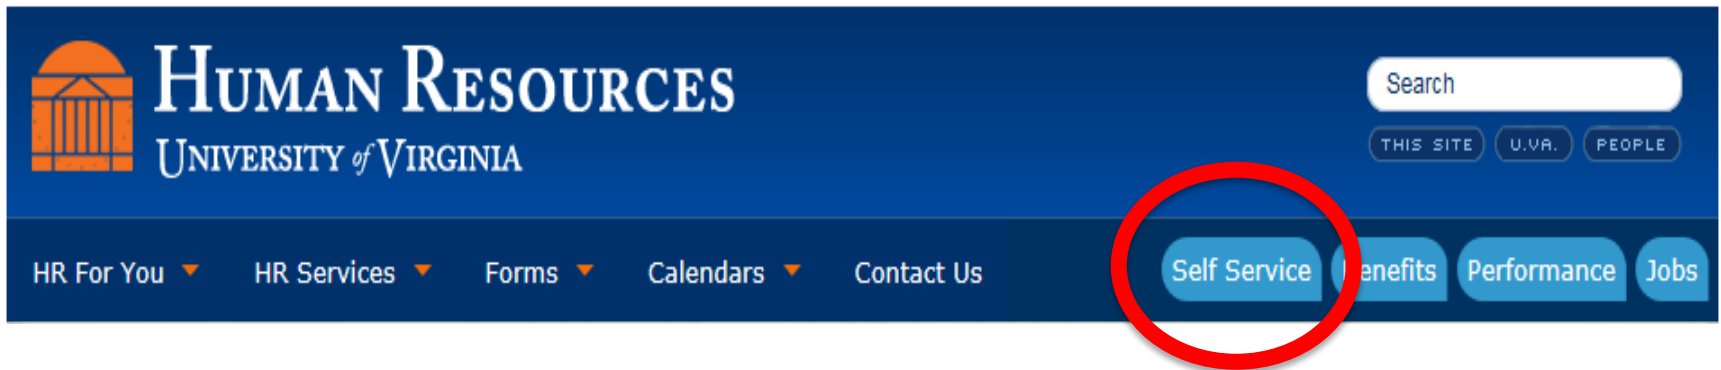 HUMAN RESOURCES
UNIVERSITY of VIRGINIA
Search
THIS SITE U.VA. PEOPLE
HR For You HR Services Forms Calendars Contact Us Self Service Benefits Performance Jobs